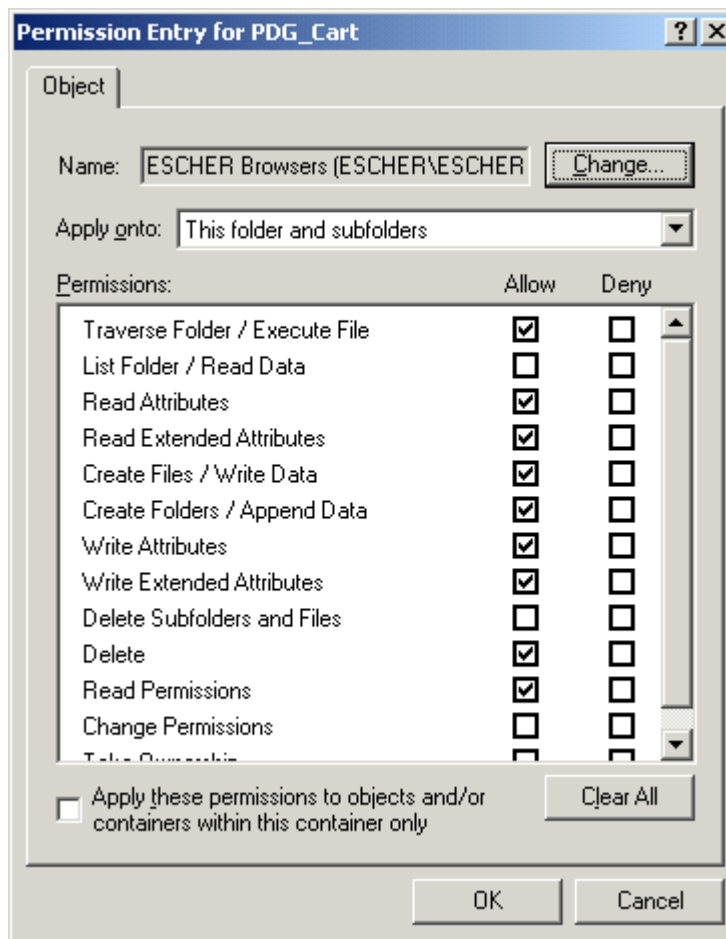 Permission Entry for PDG_Cart
Object
Name: ESCHER Browsers (ESCHER\ESCHER Change...
Apply onto: This folder and subfolders
Permissions: Allow Deny
Traverse Folder / Execute File
List Folder / Read Data
Read Attributes
Read Extended Attributes
Create Files / Write Data
Create Folders / Append Data
Write Attributes
Write Extended Attributes
Delete Subfolders and Files
Delete
Read Permissions
Change Permissions
Take Ownership
Apply these permissions to objects and/or
containers within this container only
Clear All
OK Cancel